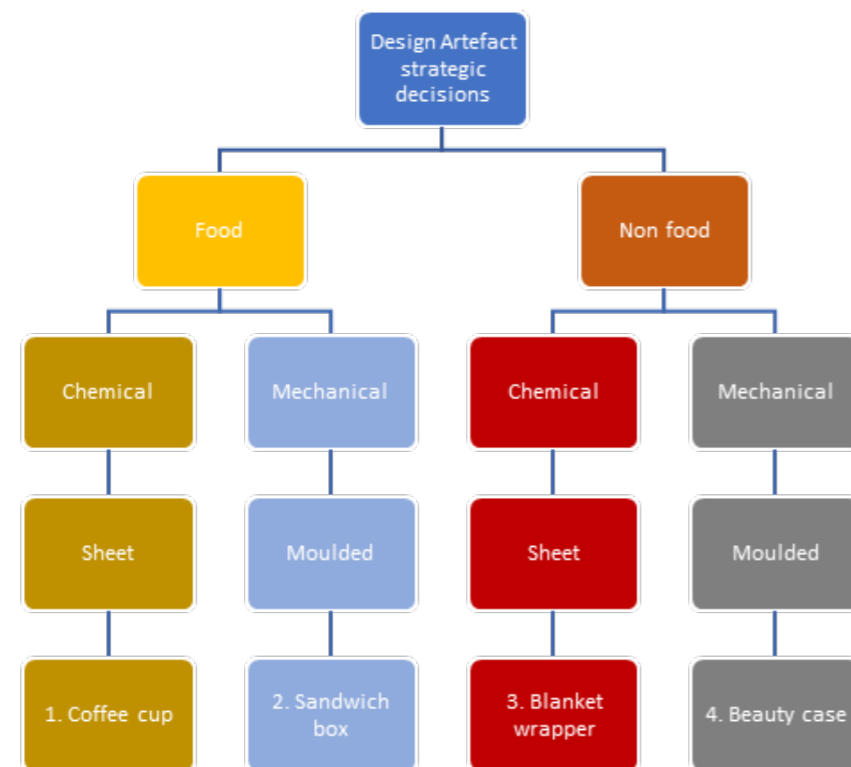 Design Artefact
strategic
decisions
Food
Non food
Chemical
Mechanical
Chemical
Mechanical
Sheet
Moulded
Sheet
Moulded
1. Coffee cup
2. Sandwich
box
3. Blanket
wrapper
4. Beauty case